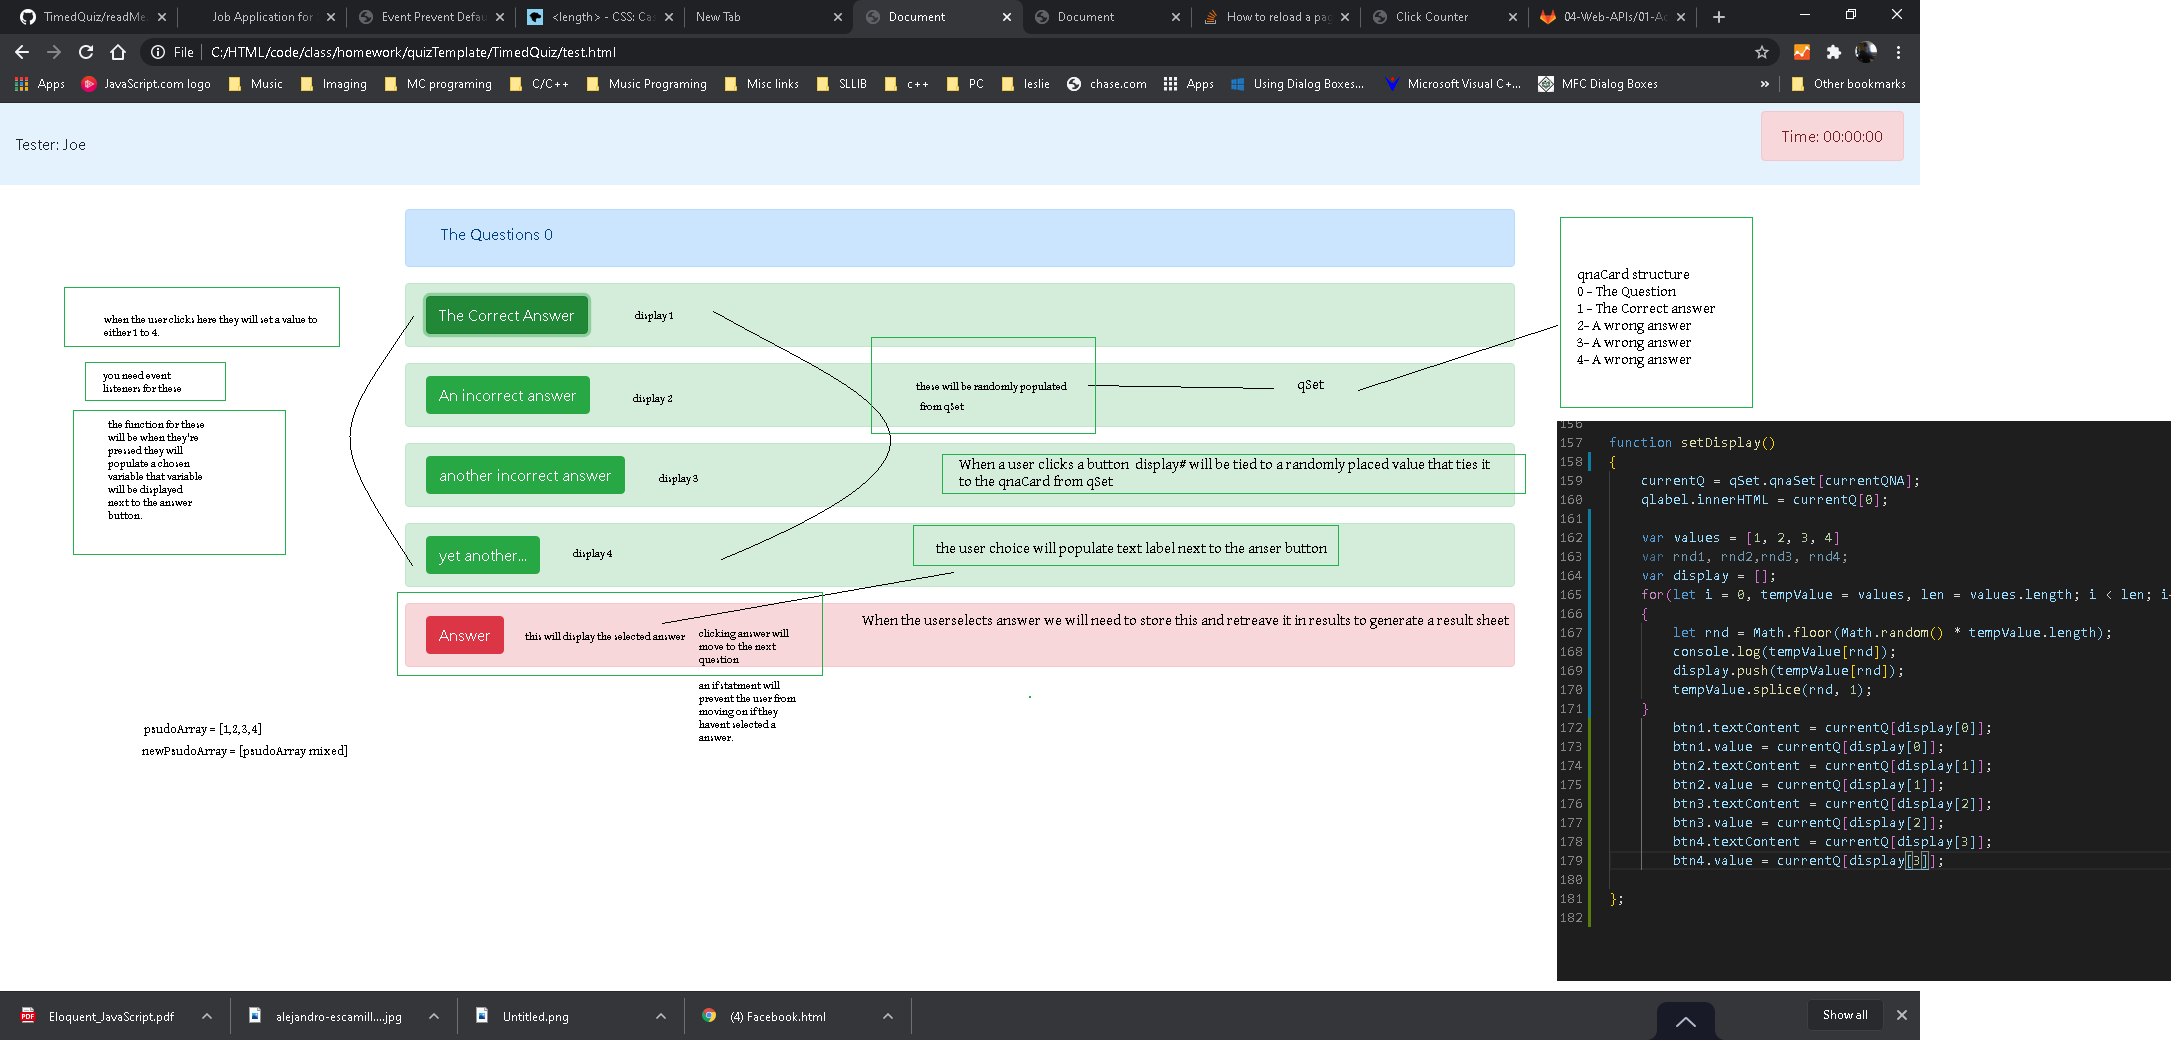 TimedQuiz/readMe.
Job Application for
Event Prevent Defau
<length> - CSS: Cas
New Tab
Document
Document
How to reload a pag
Click Counter
04-Web-APIs/01-Ac
File
C:/HTML/code/class/homework/quizTemplate/TimedQuiz/test.html
Apps
JavaScript.com logo
Music
Imaging
MC programing
C/C++
Music Programing
Misc links
SLLIB
c++
PC
leslie
chase.com
Apps
Using Dialog Boxes...
Microsoft Visual C+...
MFC Dialog Boxes
»
Other bookmarks
Tester: Joe
Time: 00:00:00
The Questions 0
The Correct Answer
display 1
An incorrect answer
display 2
another incorrect answer
display 3
yet another...
display 4
Answer
this will display the selected answer
clicking answer will
move to the next
question
an if statment will
prevent the user from
moving on if they
havent selected a
answer.
When the userselects answer we will need to store this and retreave it in results to generate a result sheet
when the user clicks here they will set a value to
either 1 to 4.
you need event
listeners for these
the function for these
will be when they're
pressed they will
populate a chosen
variable that variable
will be displayed
next to the answer
button.
these will be randomly populated
from qSet
qSet
When a user clicks a button display# will be tied to a randomly placed value that ties it
to the qnaCard from qSet
the user choice will populate text label next to the anser button
qnaCard structure
0 - The Question
1 - The Correct answer
2- A wrong answer
3- A wrong answer
4- A wrong answer
psudoArray = [1,2,3,4]
newPsudoArray = [psudoArray mixed]
156
157 function setDisplay()
158 {
159 currentQ = qSet.qnaSet[currentQNA];
160 qlabel.innerHTML = currentQ[0];
161
162 var values = [1, 2, 3, 4]
163 var rnd1, rnd2,rnd3, rnd4;
164 var display = [];
165 for(let i = 0, tempValue = values, len = values.length; i < len; i+
166 {
167 let rnd = Math.floor(Math.random() * tempValue.length);
168 console.log(tempValue[rnd]);
169 display.push(tempValue[rnd]);
170 tempValue.splice(rnd, 1);
171 }
172 btn1.textContent = currentQ[display[0]];
173 btn1.value = currentQ[display[0]];
174 btn2.textContent = currentQ[display[1]];
175 btn2.value = currentQ[display[1]];
176 btn3.textContent = currentQ[display[2]];
177 btn3.value = currentQ[display[2]];
178 btn4.textContent = currentQ[display[3]];
179 btn4.value = currentQ[display[3]];
180
181 };
182
Eloquent_JavaScript.pdf
alejandro-escamill....jpg
Untitled.png
(4) Facebook.html
Show all